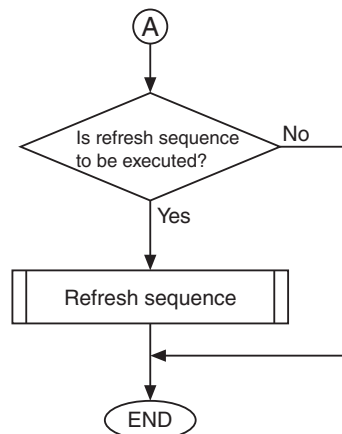 A
Is refresh sequence
to be executed?
No
Yes
Refresh sequence
END